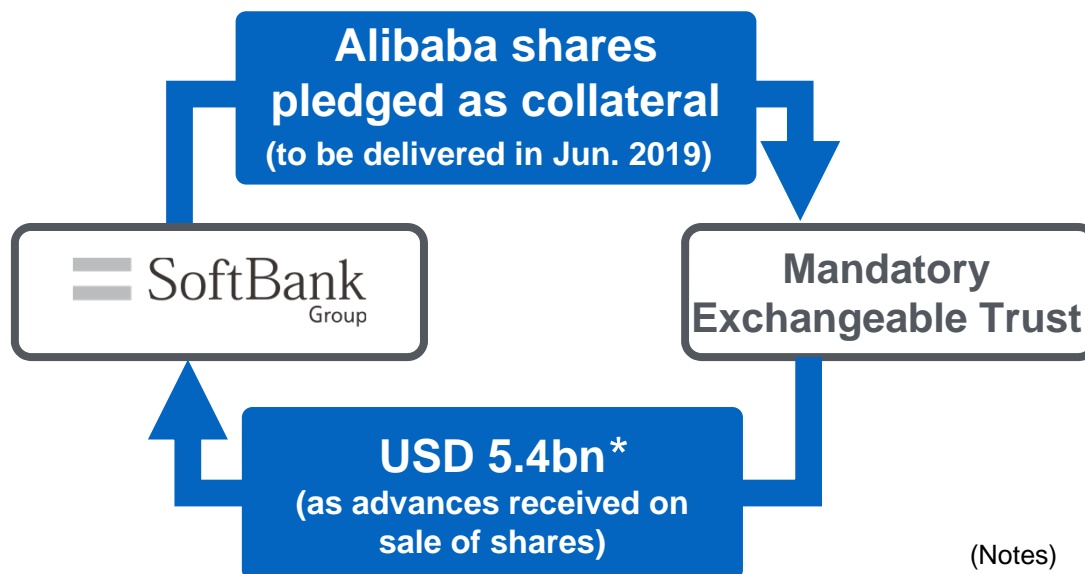 Alibaba shares
pledged as collateral
(to be delivered in Jun. 2019)
SoftBank
Group
Mandatory
Exchangeable Trust
USD 5.4bn*
(as advances received on
sale of shares)
(Notes)